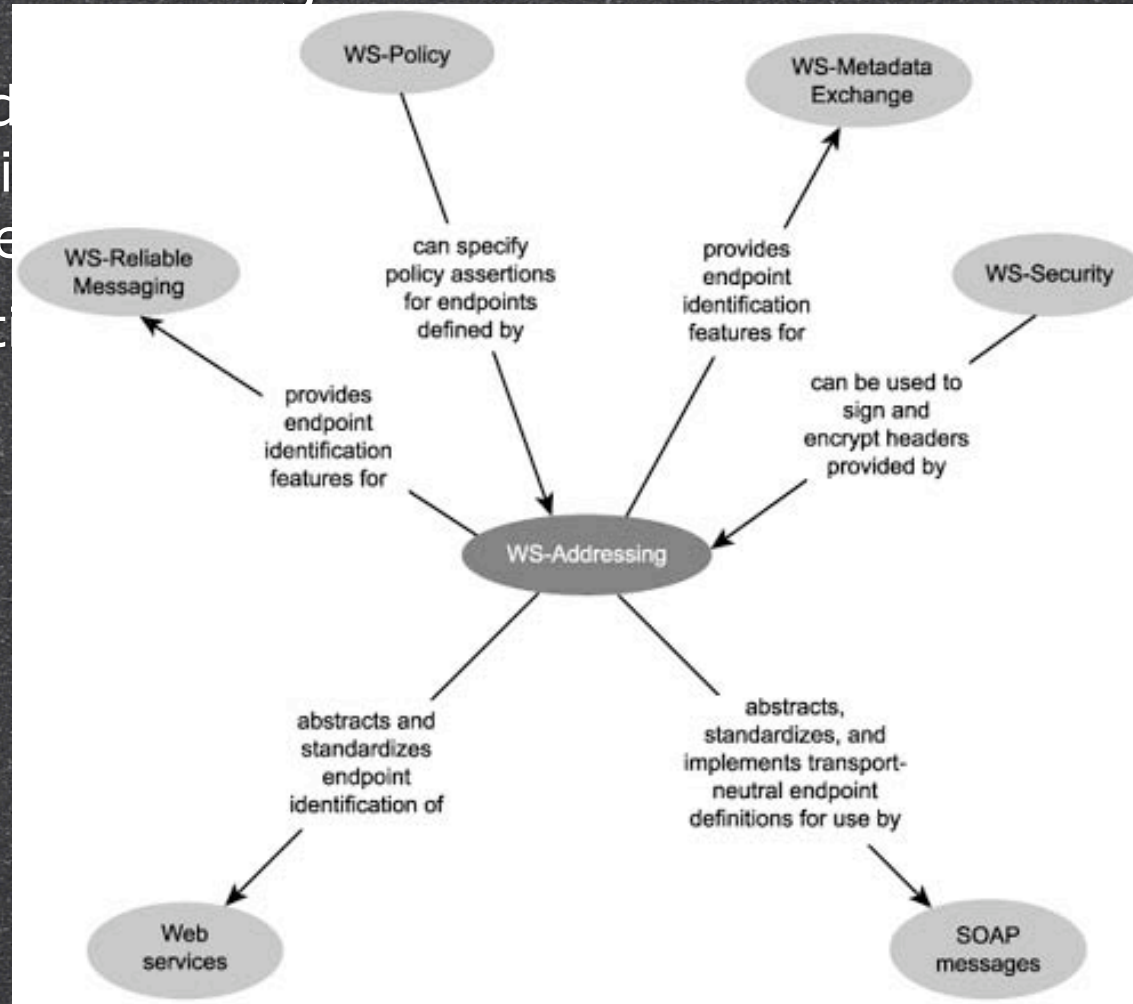 WS-Policy
WS-Metadata
Exchange
WS-Reliable
Messaging
can specify
policy assertions
for endpoints
defined by
provides
endpoint
identification
features for
WS-Security
provides
endpoint
identification
features for
can be used to
sign and
encrypt headers
provided by
WS-Addressing
abstracts and
standardizes
endpoint
identification of
abstracts,
standardizes, and
implements transport-
neutral endpoint
definitions for use by
Web
services
SOAP
messages